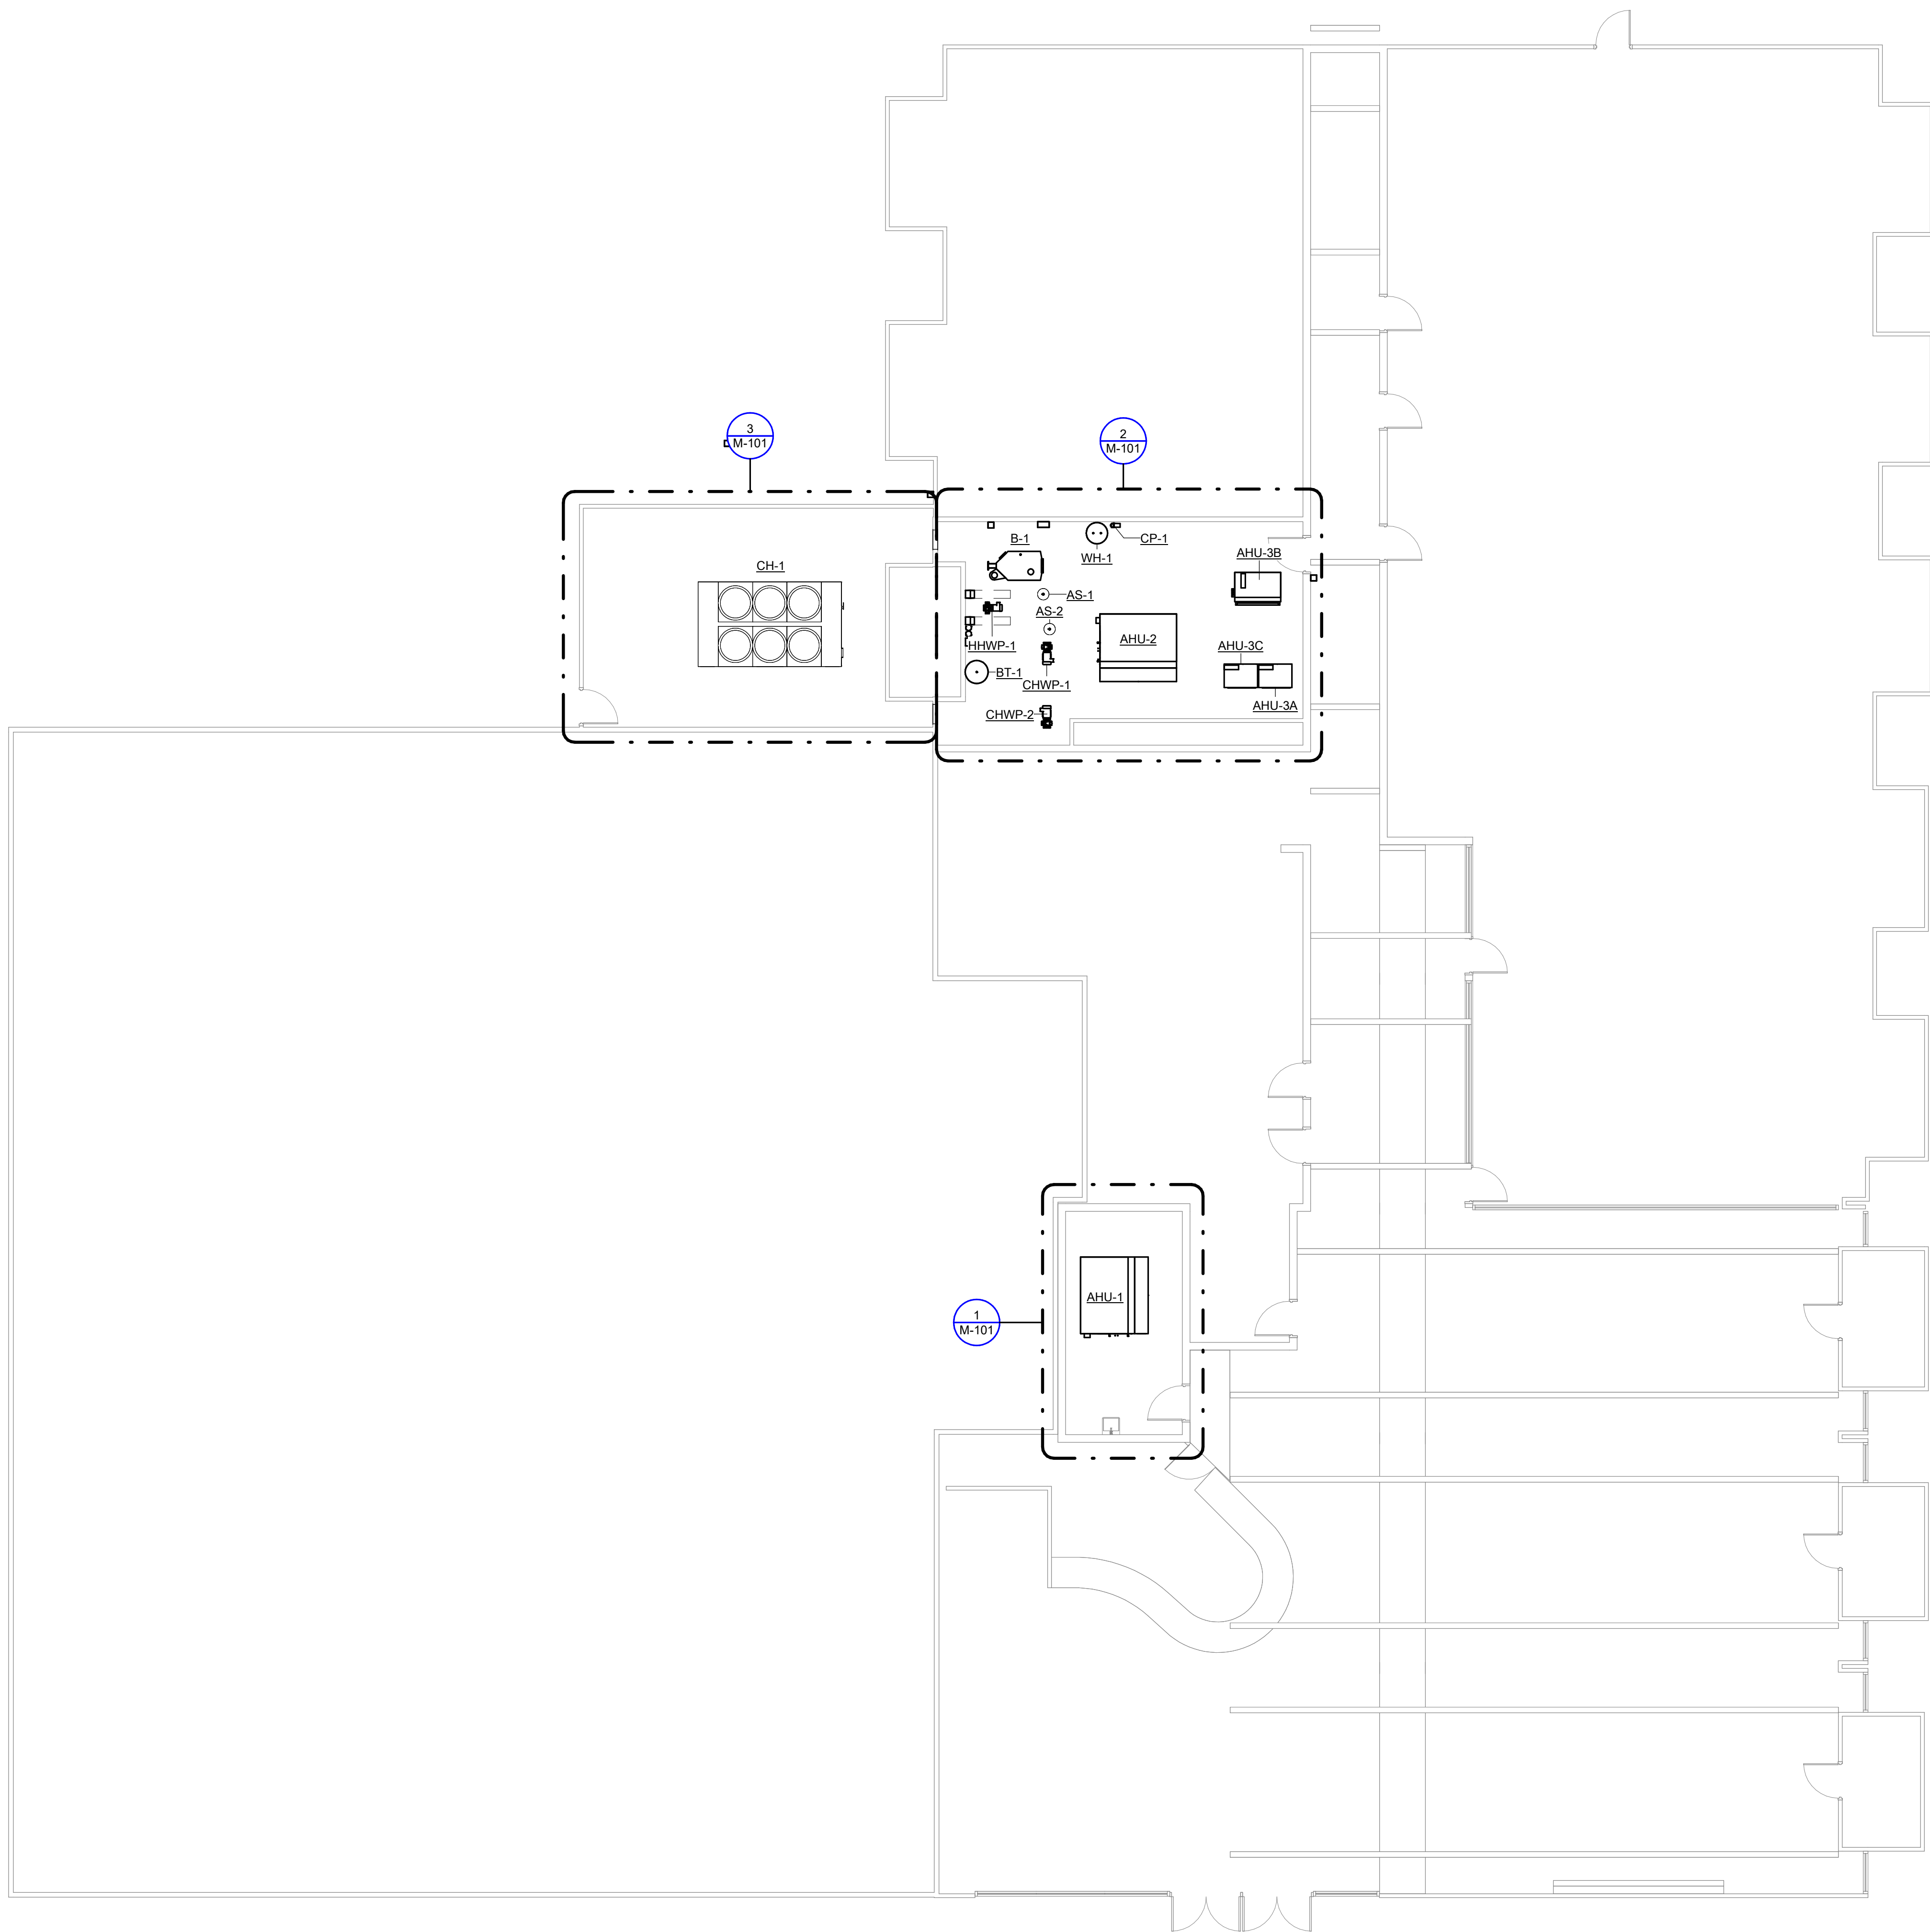 3
M-101
2
M-101
B-1
CP-1
WH-1
AHU-3B
CH-1
AS-1
AS-2
AHU-2
HHWP-1
AHU-3C
BT-1
CHWP-1
AHU-3A
CHWP-2
AHU-1
1
M-101